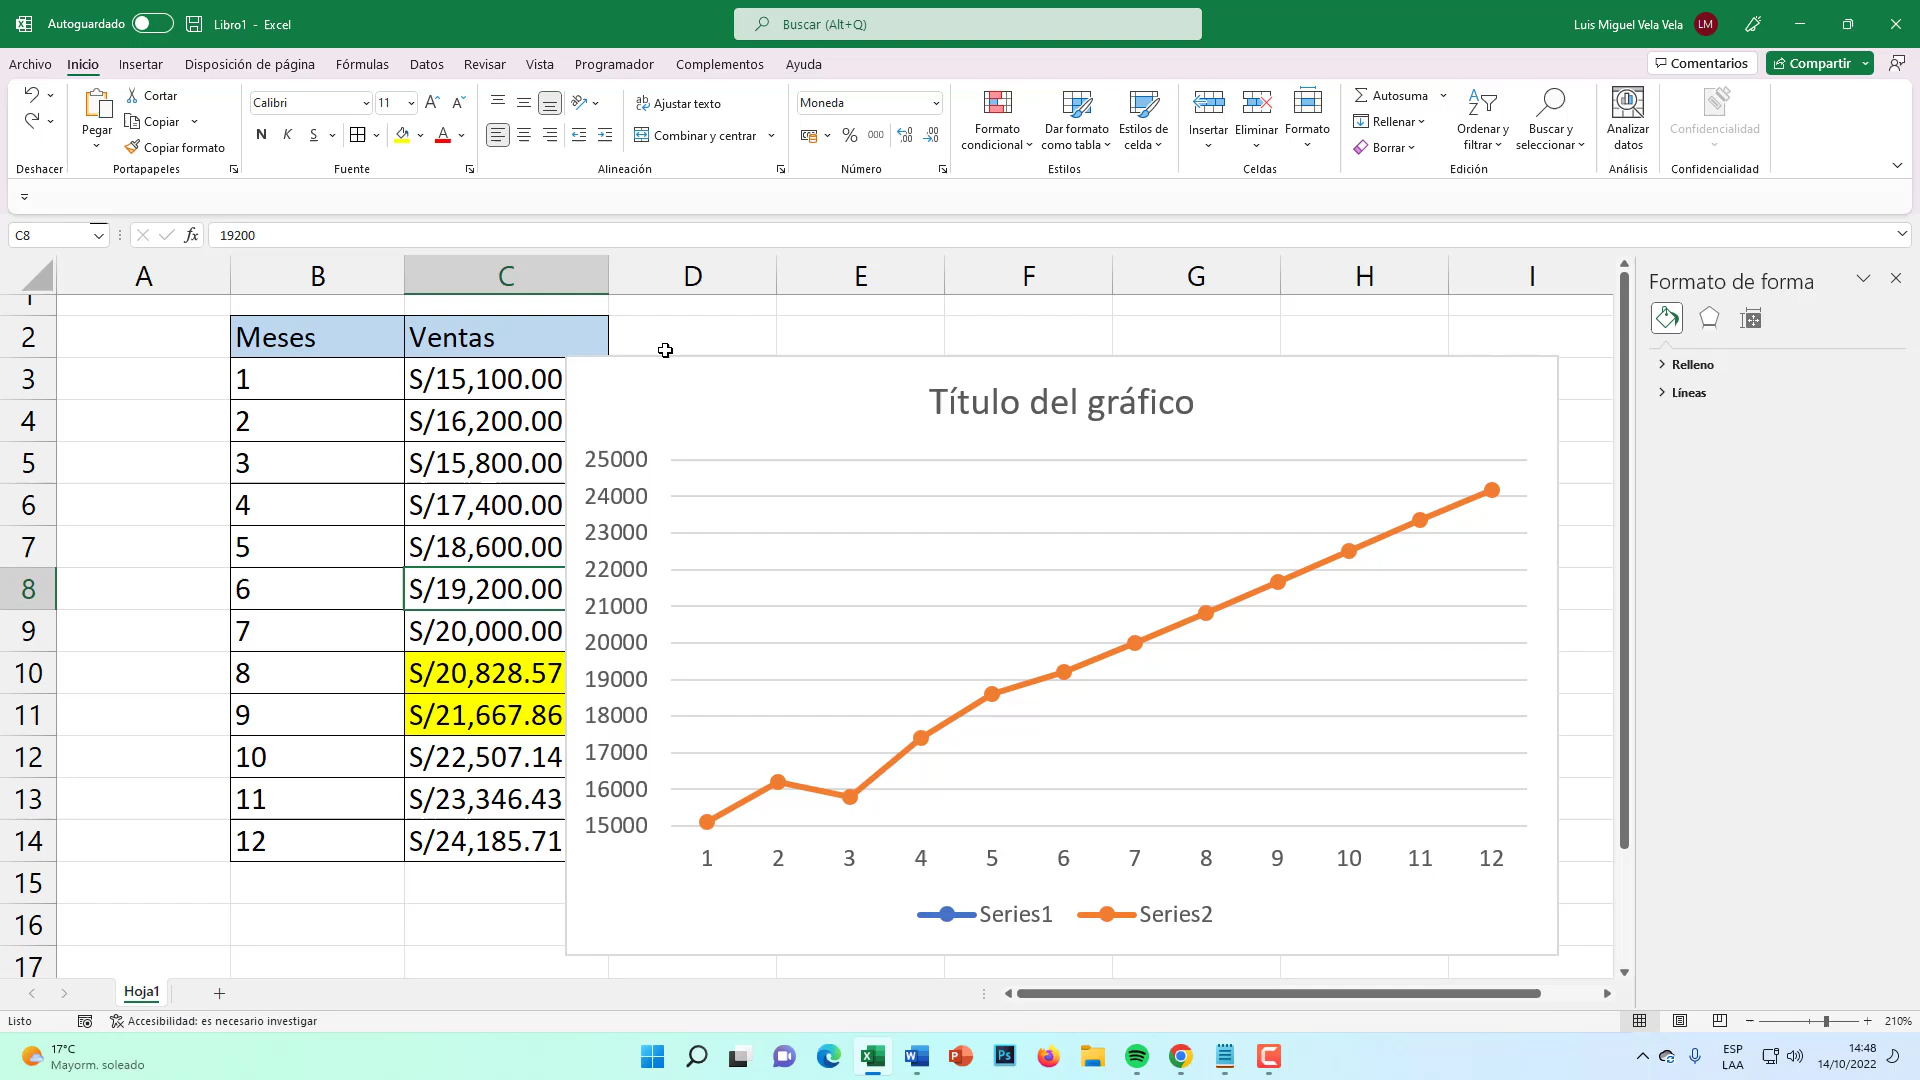 Autoguardado Libro1 - Excel Buscar (Alt+Q) Luis Miguel Vela Vela LM
Archivo Inicio Insertar Disposición de página Fórmulas Datos Revisar Vista Programador Complementos Ayuda Comentarios Compartir
Pegar Cortar Copiar Copiar formato
Calibri 11 N K S
Ajustar texto
Combinar y centrar
Moneda % 000
Formato condicional Dar formato como tabla Estilos de celda
Insertar Eliminar Formato
Autosuma Rellenar Borrar
Ordenar y filtrar Buscar y seleccionar
Analizar datos
Confidencialidad
Deshacer Portapapeles Fuente Alineación Número Estilos Celdas Edición Análisis Confidencialidad
C8 fx 19200
A B C D E F G H I
1
2 Meses Ventas
3 1 S/15,100.00
4 2 S/16,200.00
5 3 S/15,800.00
6 4 S/17,400.00
7 5 S/18,600.00
8 6 S/19,200.00
9 7 S/20,000.00
10 8 S/20,828.57
11 9 S/21,667.86
12 10 S/22,507.14
13 11 S/23,346.43
14 12 S/24,185.71
15
16
17
Título del gráfico
25000
24000
23000
22000
21000
20000
19000
18000
17000
16000
15000
1 2 3 4 5 6 7 8 9 10 11 12
Series1 Series2
Formato de forma
Relleno
Líneas
Hoja1
Listo Accesibilidad: es necesario investigar 210%
17°C
Mayorm. soleado
ESP
LAA
14:48
14/10/2022